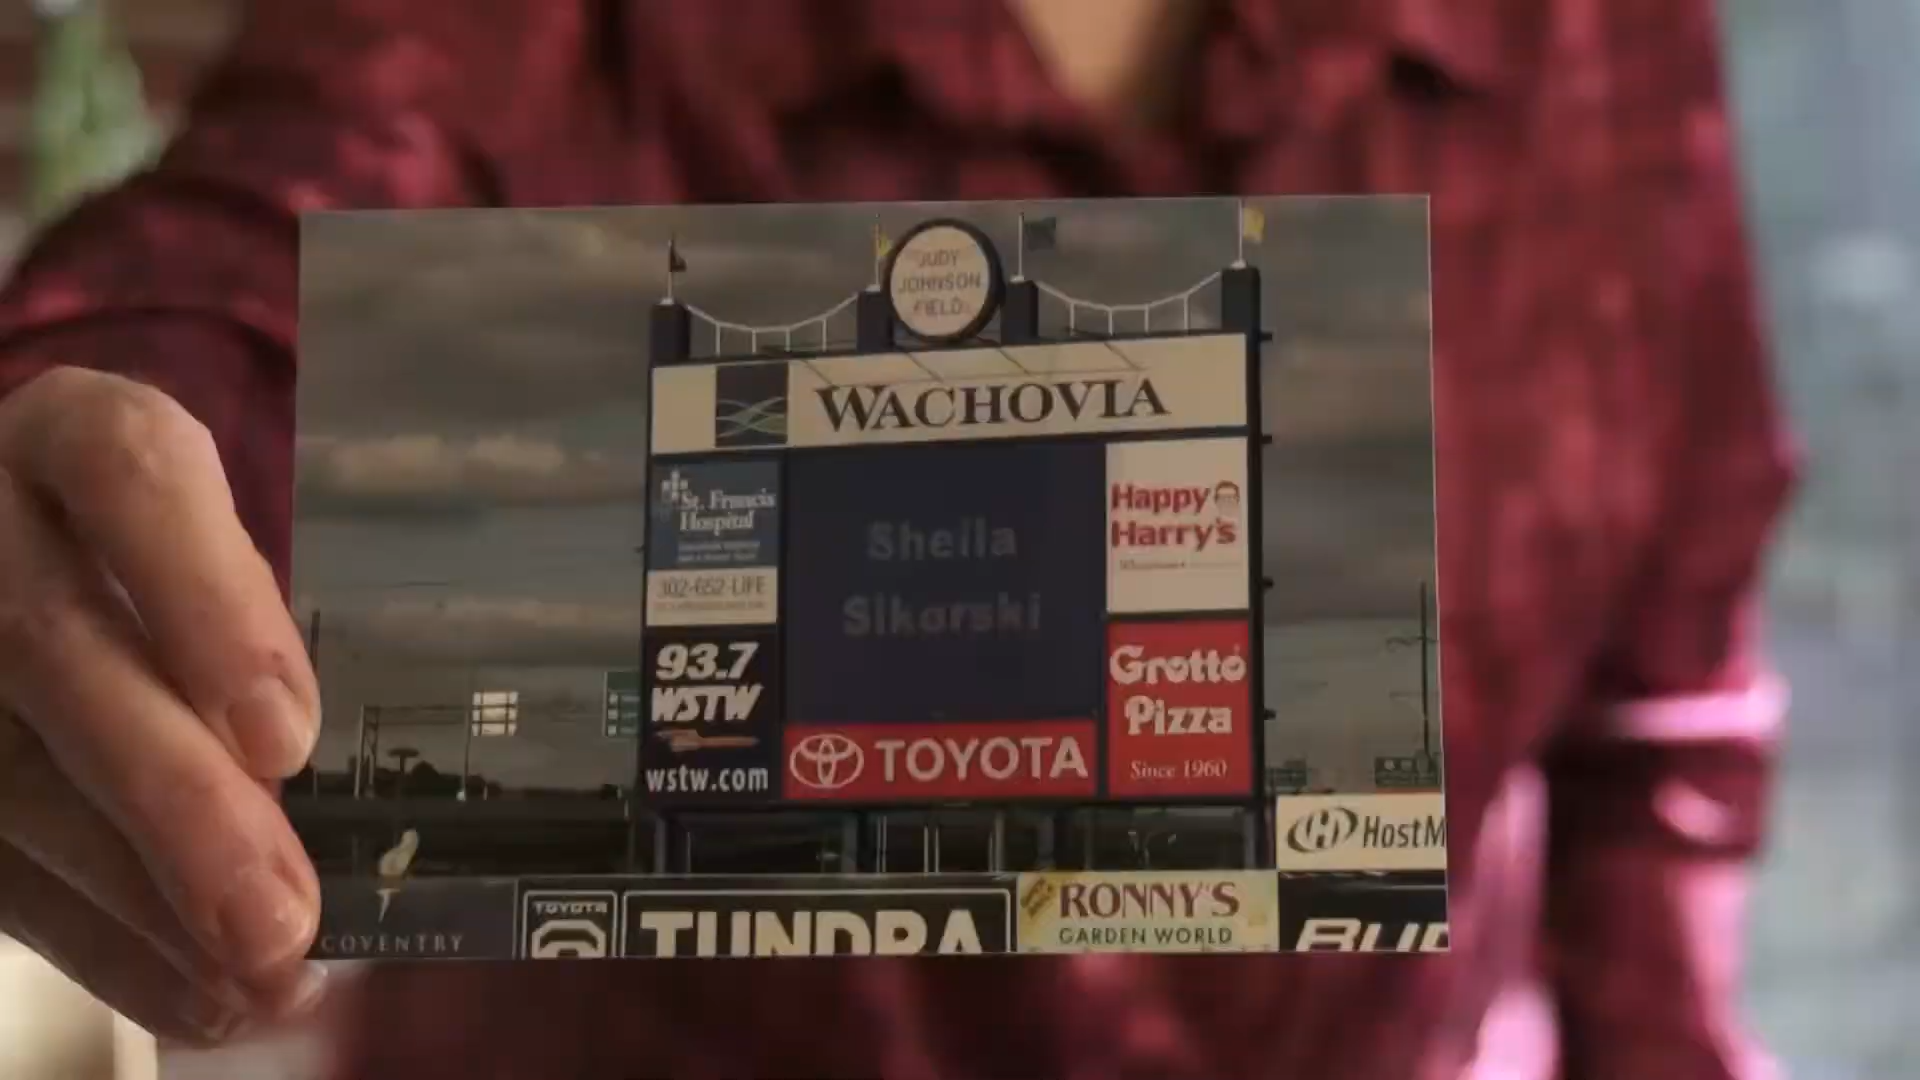 JUDY
JOHNSON
FIELD
WACHOVIA
St. Francis
Hospital
302-652-LIFE
93.7
WSTW
wstw.com
Sheila
Sikorski
TOYOTA
Happy
Harry's
Grotto
Pizza
Since 1960
HostM
COVENTRY
TOYOTA
TUNDRA
RONNY'S
GARDEN WORLD
BUD